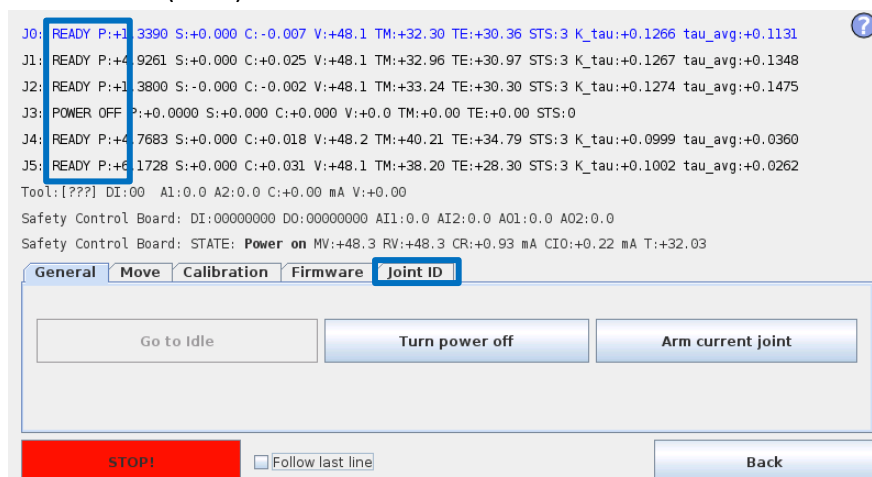 J0: READY P:+1.3390 S:+0.000 C:-0.007 V:+48.1 TM:+32.30 TE:+30.36 STS:3 K_tau:+0.1266 tau_avg:+0.1131
J1: READY P:+4.9261 S:+0.000 C:+0.025 V:+48.1 TM:+32.96 TE:+30.97 STS:3 K_tau:+0.1267 tau_avg:+0.1348
J2: READY P:+1.3800 S:-0.000 C:-0.002 V:+48.1 TM:+33.24 TE:+30.30 STS:3 K_tau:+0.1274 tau_avg:+0.1475
J3: POWER OFF P:+0.0000 S:+0.000 C:+0.000 V:+0.0 TM:+0.00 TE:+0.00 STS:0
J4: READY P:+4.7683 S:+0.000 C:+0.018 V:+48.2 TM:+40.21 TE:+34.79 STS:3 K_tau:+0.0999 tau_avg:+0.0360
J5: READY P:+6.1728 S:+0.000 C:+0.031 V:+48.1 TM:+38.20 TE:+28.30 STS:3 K_tau:+0.1002 tau_avg:+0.0262
Tool:[???] DI:00 A1:0.0 A2:0.0 C:+0.00 mA V:+0.00
Safety Control Board: DI:00000000 DO:00000000 AI1:0.0 AI2:0.0 AO1:0.0 AO2:0.0
Safety Control Board: STATE: Power on MV:+48.3 RV:+48.3 CR:+0.93 mA CIO:+0.22 mA T:+32.03
General Move Calibration Firmware Joint ID
Go to Idle Turn power off Arm current joint
STOP! Follow last line Back